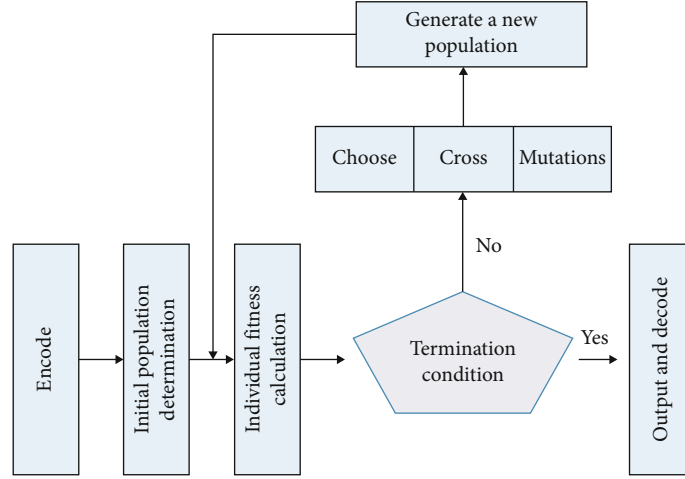 Generate a new
population
Choose
Cross
Mutations
No
Encode
Initial population
determination
Individual fitness
calculation
Termination
condition
Yes
Output and decode